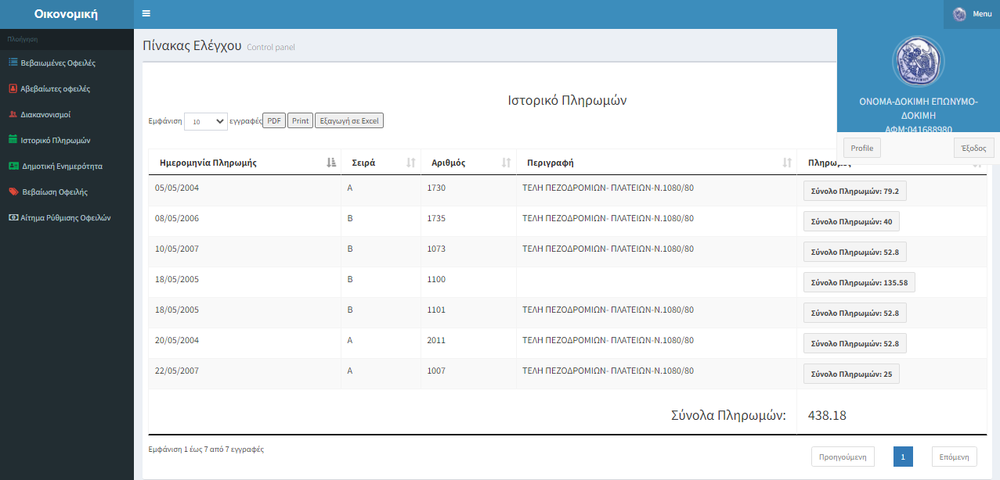 Οικονομική
Menu
Πλοήγηση
Βεβαιωμένες Οφειλές
Αβεβαίωτες οφειλές
Διακανονισμοί
Ιστορικό Πληρωμών
Δημοτική Ενημερότητα
Βεβαίωση Οφειλής
Αίτημα Ρύθμισης Οφειλών
Πίνακας Ελέγχου Control panel
ΟΝΟΜΑ-ΔΟΚΙΜΗ ΕΠΩΝΥΜΟ-
ΔΟΚΙΜΗ
ΑΦΜ:041688980
Profile Έξοδος
Ιστορικό Πληρωμών
Εμφάνιση 10 εγγραφές PDF Print Εξαγωγή σε Excel
Ημερομηνία Πληρωμής Σειρά Αριθμός Περιγραφή Πληρωμές
05/05/2004 Α 1730 ΤΕΛΗ ΠΕΖΟΔΡΟΜΙΩΝ- ΠΛΑΤΕΙΩΝ-Ν.1080/80 Σύνολο Πληρωμών: 79.2
08/05/2006 Β 1735 ΤΕΛΗ ΠΕΖΟΔΡΟΜΙΩΝ- ΠΛΑΤΕΙΩΝ-Ν.1080/80 Σύνολο Πληρωμών: 40
10/05/2007 Β 1073 ΤΕΛΗ ΠΕΖΟΔΡΟΜΙΩΝ- ΠΛΑΤΕΙΩΝ-Ν.1080/80 Σύνολο Πληρωμών: 52.8
18/05/2005 Β 1100 Σύνολο Πληρωμών: 135.58
18/05/2005 Β 1101 ΤΕΛΗ ΠΕΖΟΔΡΟΜΙΩΝ- ΠΛΑΤΕΙΩΝ-Ν.1080/80 Σύνολο Πληρωμών: 52.8
20/05/2004 Α 2011 ΤΕΛΗ ΠΕΖΟΔΡΟΜΙΩΝ- ΠΛΑΤΕΙΩΝ-Ν.1080/80 Σύνολο Πληρωμών: 52.8
22/05/2007 Α 1007 ΤΕΛΗ ΠΕΖΟΔΡΟΜΙΩΝ- ΠΛΑΤΕΙΩΝ-Ν.1080/80 Σύνολο Πληρωμών: 25
Σύνολα Πληρωμών: 438.18
Εμφάνιση 1 έως 7 από 7 εγγραφές
Προηγούμενη 1 Επόμενη